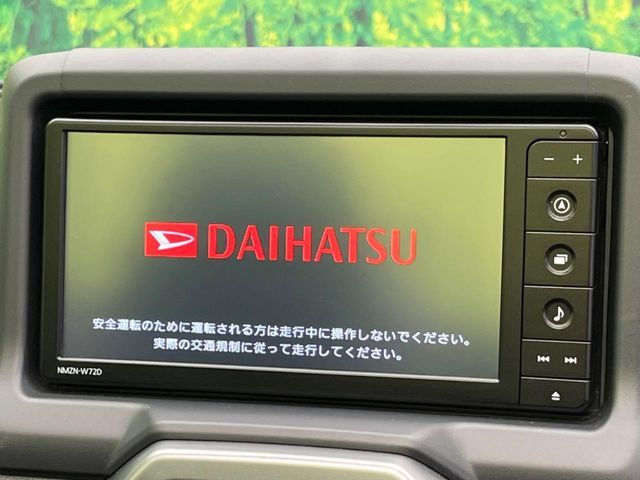 DAIHATSU
安全運転のために運転される方は走行中に操作しないでください。
実際の交通規制に従って走行してください。
NMZN-W72D